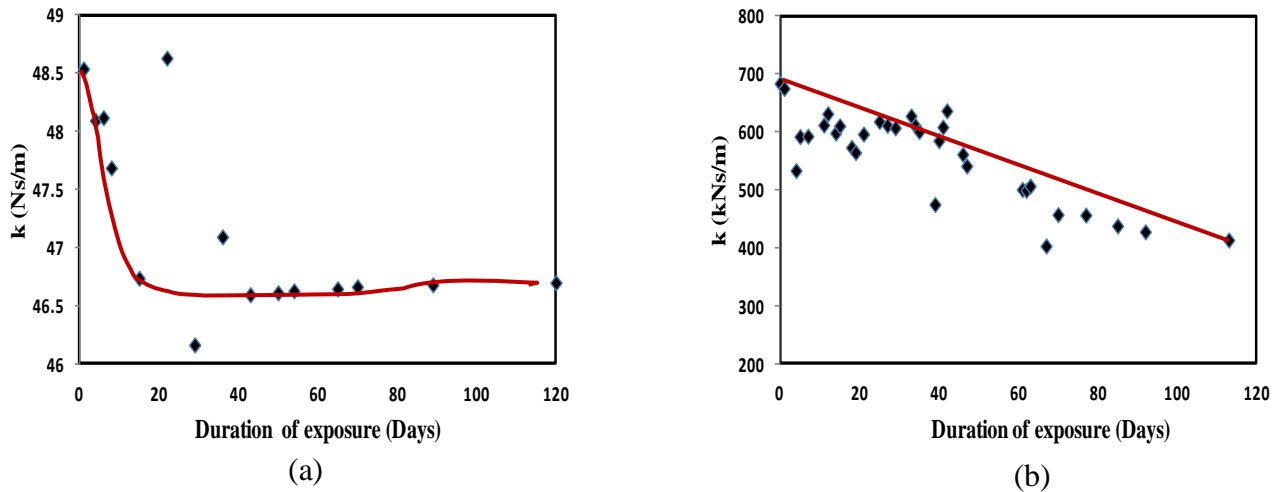 49
48.5
48
47.5
47
46.5
46
k (Ns/m)
0 20 40 60 80 100 120
Duration of exposure (Days)
(a)
800
700
600
500
400
300
200
k (kNs/m)
0 20 40 60 80 100 120
Duration of exposure (Days)
(b)